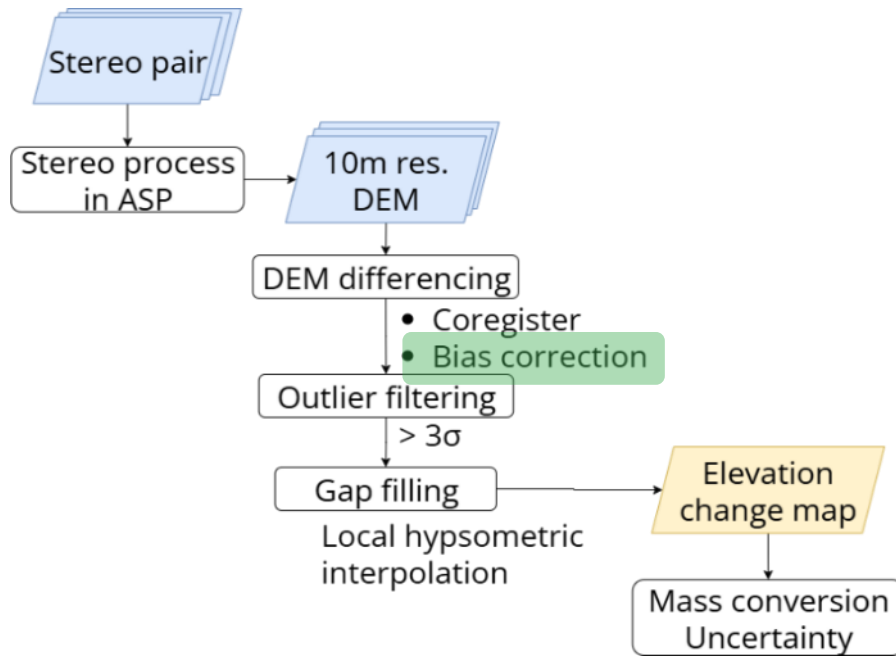 Stereo pair
Stereo process
in ASP
10m res.
DEM
DEM differencing
• Coregister
• Bias correction
Outlier filtering
> 3σ
Gap filling
Local hypsometric
interpolation
Elevation
change map
Mass conversion
Uncertainty